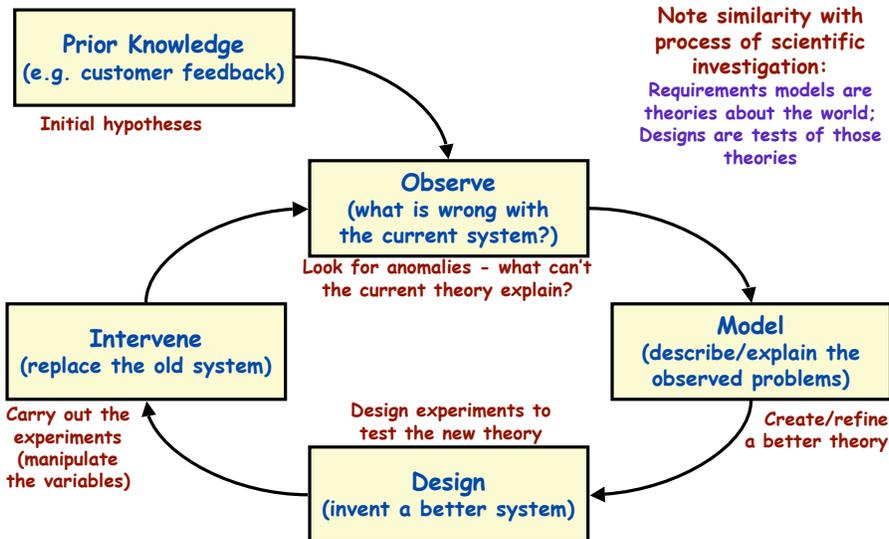 Prior Knowledge
(e.g. customer feedback)
Initial hypotheses
Note similarity with
process of scientific
investigation:
Requirements models are
theories about the world;
Designs are tests of those
theories
Observe
(what is wrong with
the current system?)
Look for anomalies - what can't
the current theory explain?
Intervene
(replace the old system)
Carry out the
experiments
(manipulate
the variables)
Model
(describe/explain the
observed problems)
Create/refine
a better theory
Design experiments to
test the new theory
Design
(invent a better system)